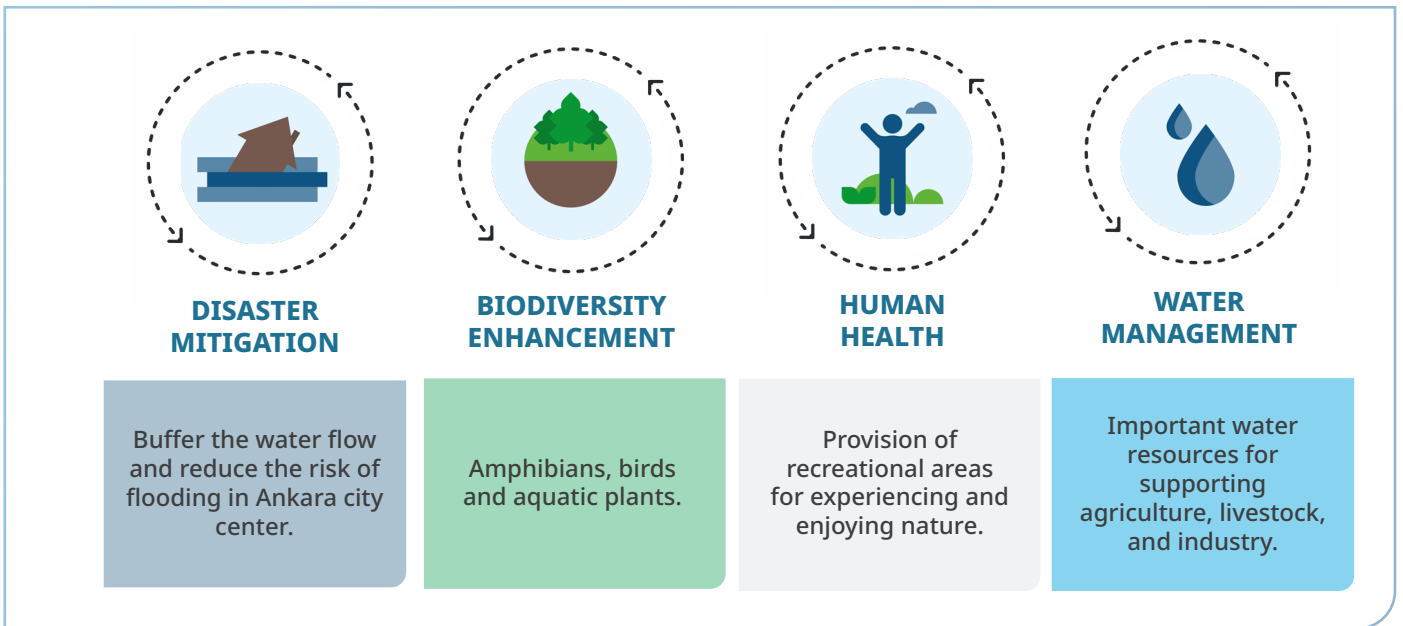 DISASTER
MITIGATION
Buffer the water flow
and reduce the risk of
flooding in Ankara city
center.
BIODIVERSITY
ENHANCEMENT
Amphibians, birds
and aquatic plants.
HUMAN
HEALTH
Provision of
recreational areas
for experiencing and
enjoying nature.
WATER
MANAGEMENT
Important water
resources for
supporting
agriculture, livestock,
and industry.